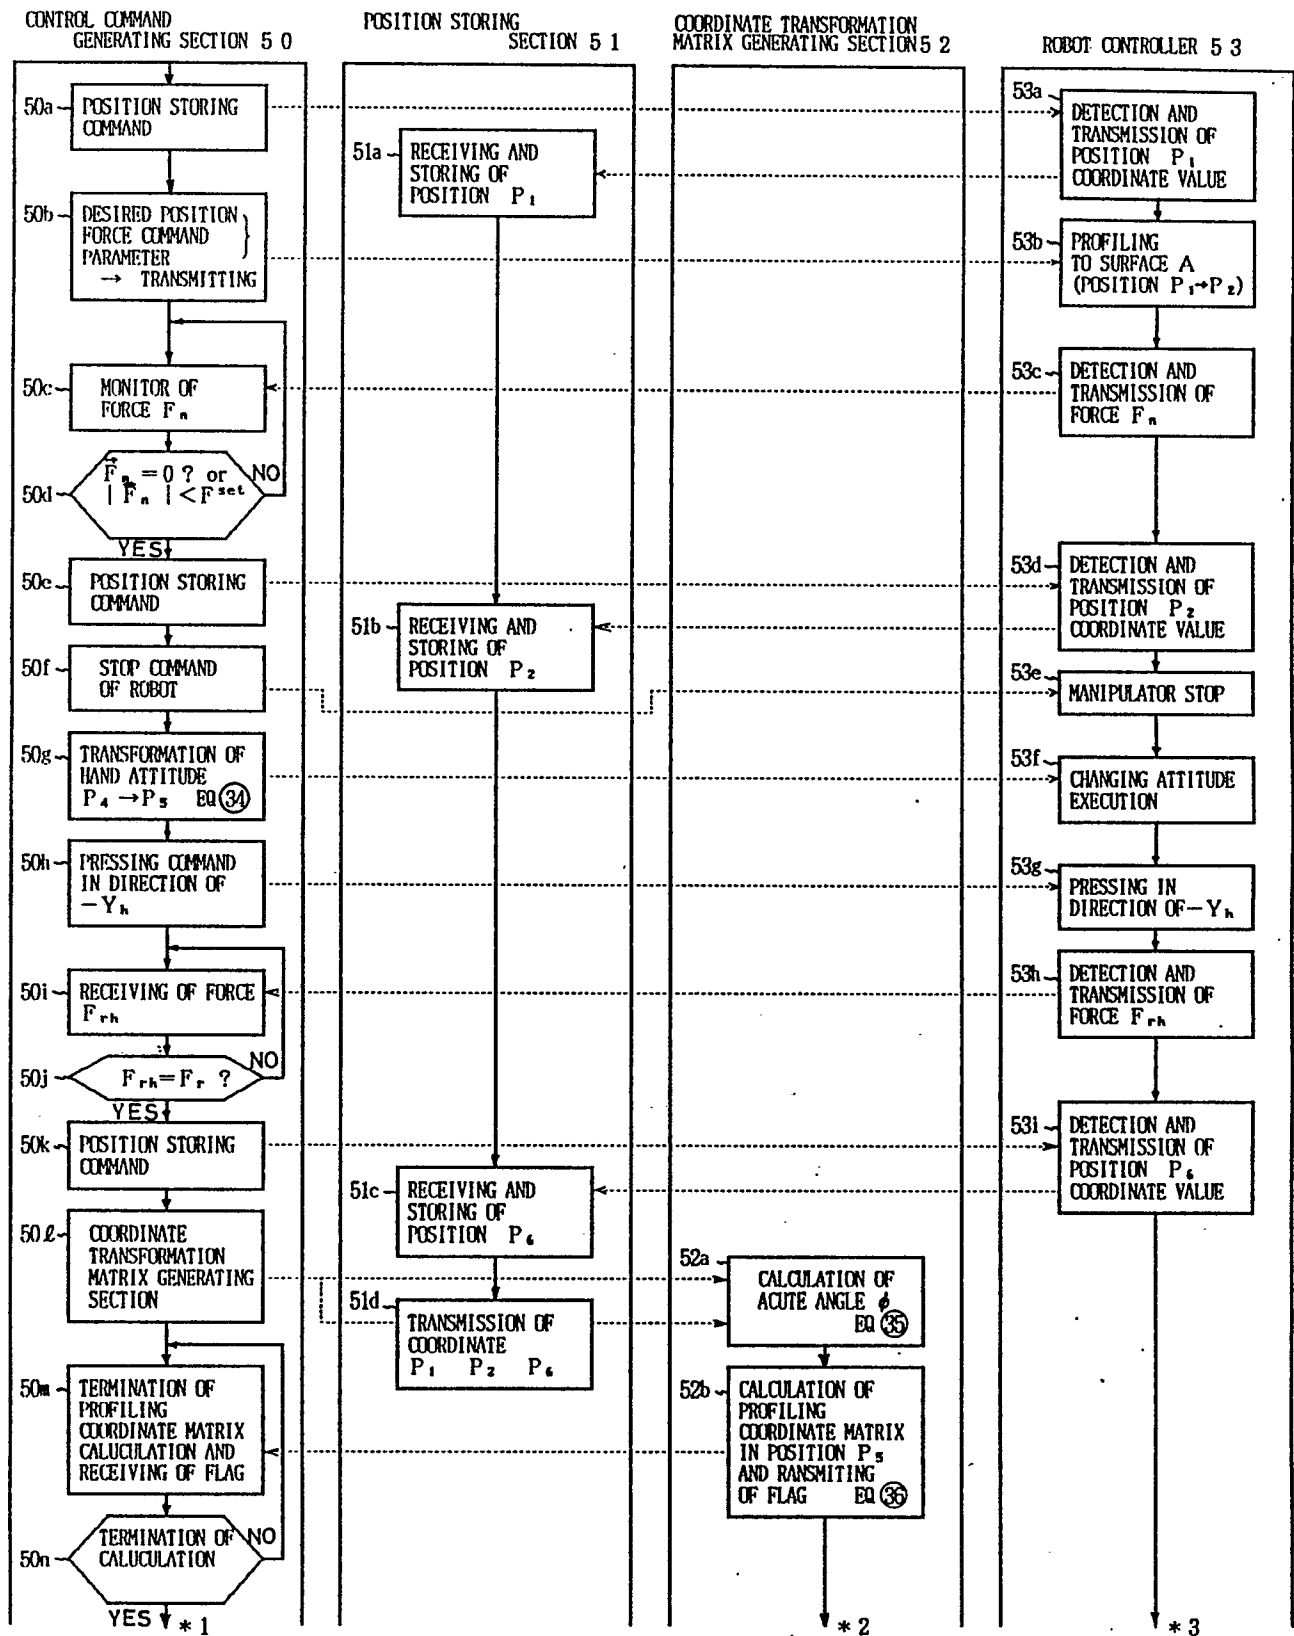 CONTROL COMMAND
GENERATING SECTION 50
POSITION STORING
SECTION 51
COORDINATE TRANSFORMATION
MATRIX GENERATING SECTION 52
ROBOT CONTROLLER 53
50a
POSITION STORING
COMMAND
50b
DESIRED POSITION
FORCE COMMAND
PARAMETER
→ TRANSMITTING
50c
MONITOR OF
FORCE Fn
50d
F⃗n = 0 ? or
| F⃗n | < Fset
NO
YES
50e
POSITION STORING
COMMAND
50f
STOP COMMAND
OF ROBOT
50g
TRANSFORMATION OF
HAND ATTITUDE
P4 → P5 EQ 34
50h
PRESSING COMMAND
IN DIRECTION OF
−Yh
50i
RECEIVING OF FORCE
Frh
50j
Frh = Fr ?
NO
YES
50k
POSITION STORING
COMMAND
50ℓ
COORDINATE
TRANSFORMATION
MATRIX GENERATING
SECTION
50m
TERMINATION OF
PROFILING
COORDINATE MATRIX
CALUCULATION AND
RECEIVING OF FLAG
50n
TERMINATION OF
CALUCULATION
NO
YES
*1
51a
RECEIVING AND
STORING OF
POSITION P1
51b
RECEIVING AND
STORING OF
POSITION P2
51c
RECEIVING AND
STORING OF
POSITION P6
51d
TRANSMISSION OF
COORDINATE
P1 P2 P6
52a
CALCULATION OF
ACUTE ANGLE ϕ
EQ 35
52b
CALCULATION OF
PROFILING
COORDINATE MATRIX
IN POSITION P5
AND RANSMITING
OF FLAG EQ 36
*2
53a
DETECTION AND
TRANSMISSION OF
POSITION P1
COORDINATE VALUE
53b
PROFILING
TO SURFACE A
(POSITION P1→P2)
53c
DETECTION AND
TRANSMISSION OF
FORCE Fn
53d
DETECTION AND
TRANSMISSION OF
POSITION P2
COORDINATE VALUE
53e
MANIPULATOR STOP
53f
CHANGING ATTITUDE
EXECUTION
53g
PRESSING IN
DIRECTION OF −Yh
53h
DETECTION AND
TRANSMISSION OF
FORCE Frh
53i
DETECTION AND
TRANSMISSION OF
POSITION P6
COORDINATE VALUE
*3